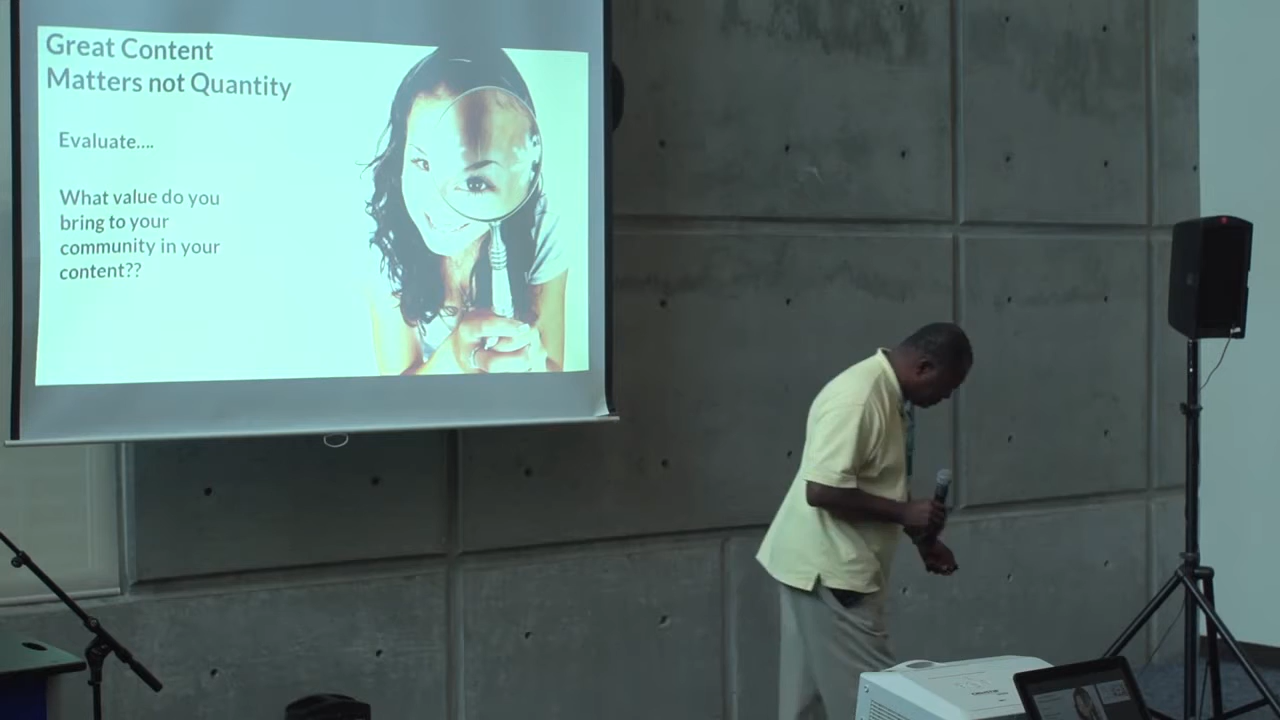 Great Content
Matters not Quantity
Evaluate....
What value do you
bring to your
community in your
content??